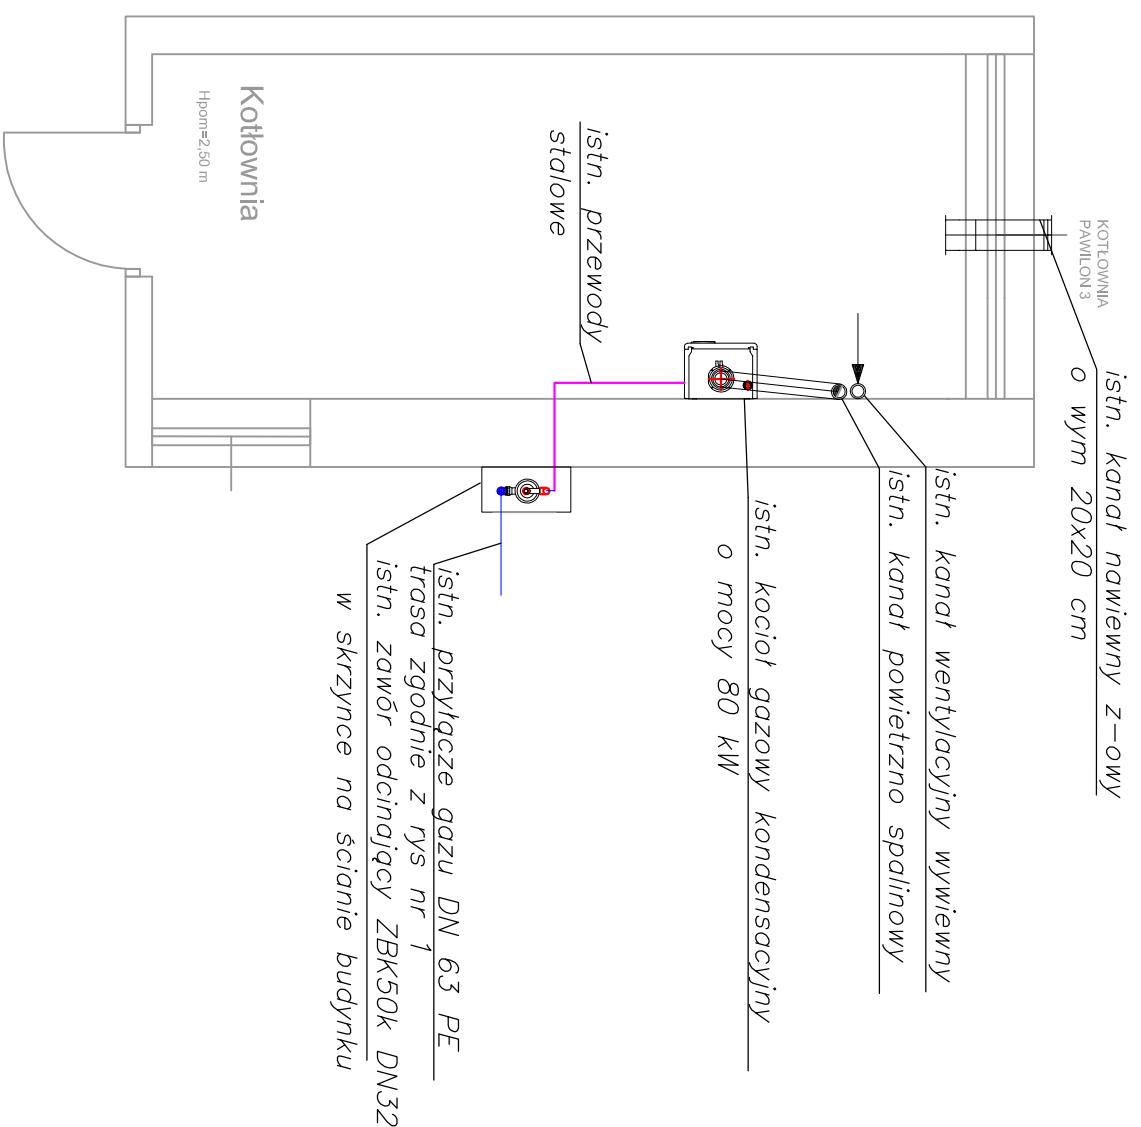 KOTŁOWNIA
PAWILON 3
istn. kanał nawiewny z-owy
o wym 20x20 cm
istn. kanał wentylacyjny wywiewny
istn. kanał powietrzno spalinowy
istn. kocioł gazowy kondensacyjny
o mocy 80 kW
istn. przewody
stalowe
istn. przyłącze gazu DN 63 PE
trasa zgodnie z rys nr 1
istn. zawór odcinający ZBK50k DN32
w skrzynce na ścianie budynku
Kotłownia
Hpom=2,50 m